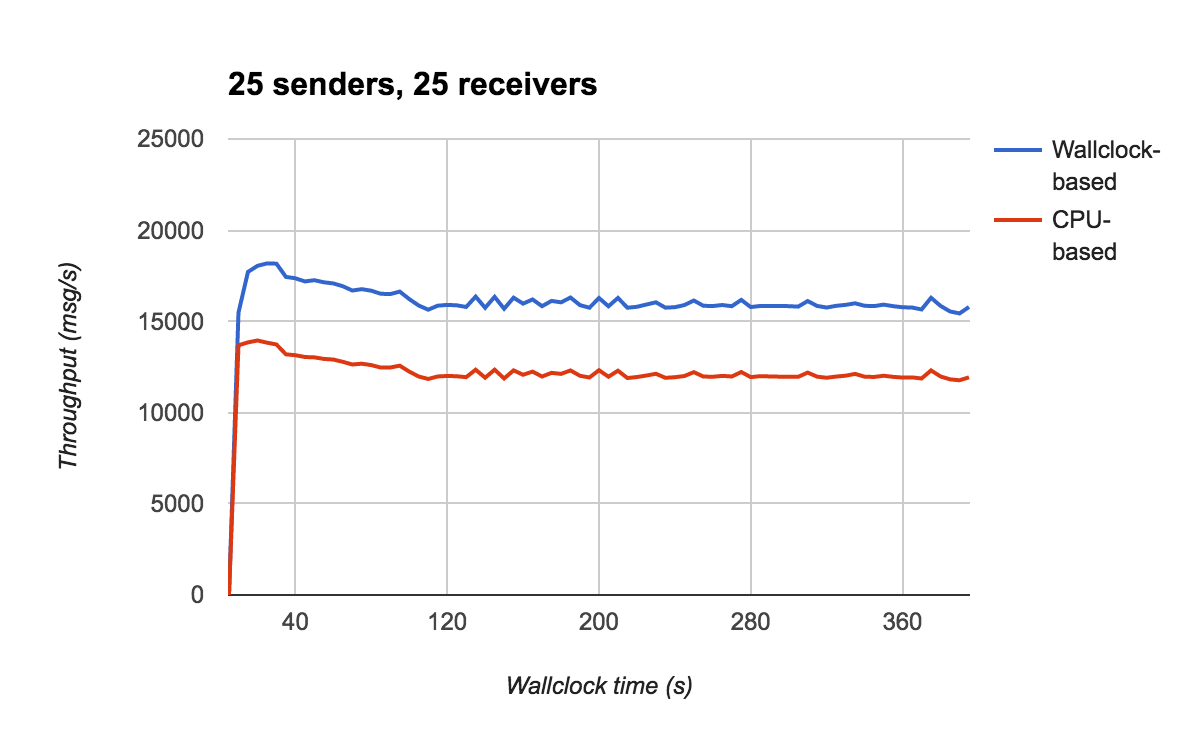 25 senders, 25 receivers
25000
20000
15000
10000
5000
0
Throughput (msg/s)
40
120
200
280
360
Wallclock time (s)
Wallclock-
based
CPU-
based